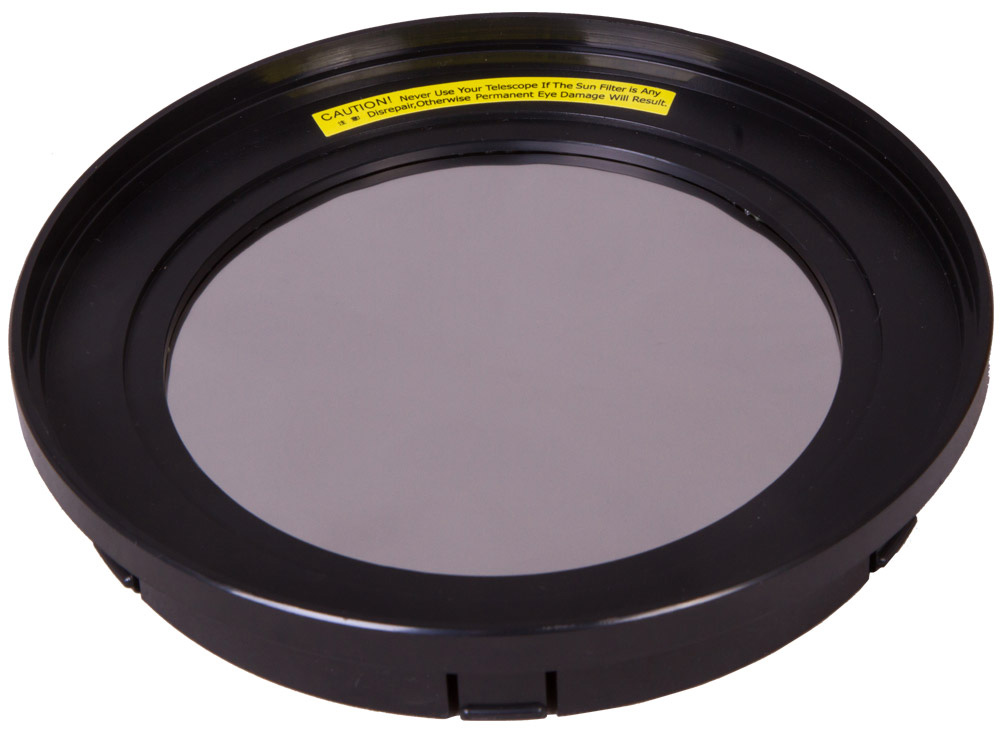 CAUTION! Never Use Your Telescope If The Sun Filter is Any
Disrepair,Otherwise Permanent Eye Damage Will Result.